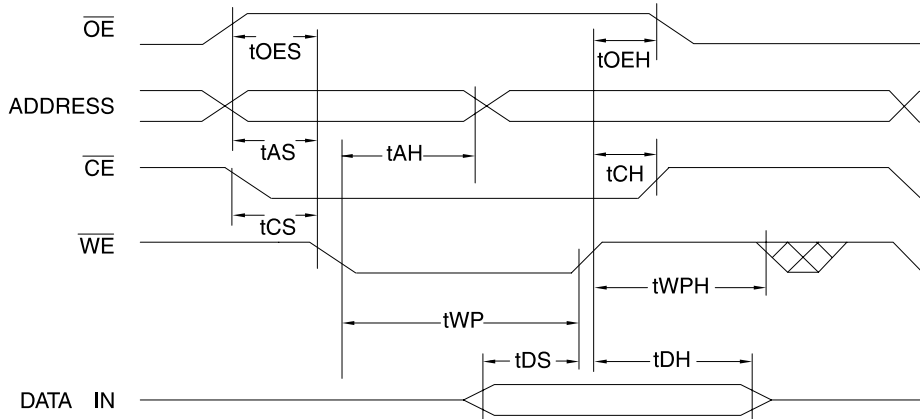 OE
tOES
tOEH
ADDRESS
tAS
tAH
tCH
CE
tCS
WE
tWPH
tWP
tDS
tDH
DATA IN